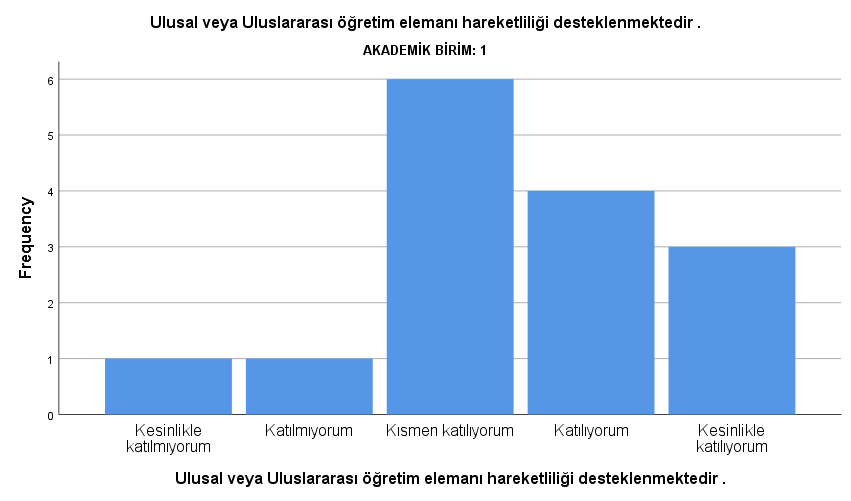 Ulusal veya Uluslararası öğretim elemanı hareketliliği desteklenmektedir .
AKADEMİK BİRİM: 1
6
5
4
3
2
1
0
Frequency
Kesinlikle
katılmıyorum
Katılmıyorum
Kısmen katılıyorum
Katılıyorum
Kesinlikle
katılıyorum
Ulusal veya Uluslararası öğretim elemanı hareketliliği desteklenmektedir .